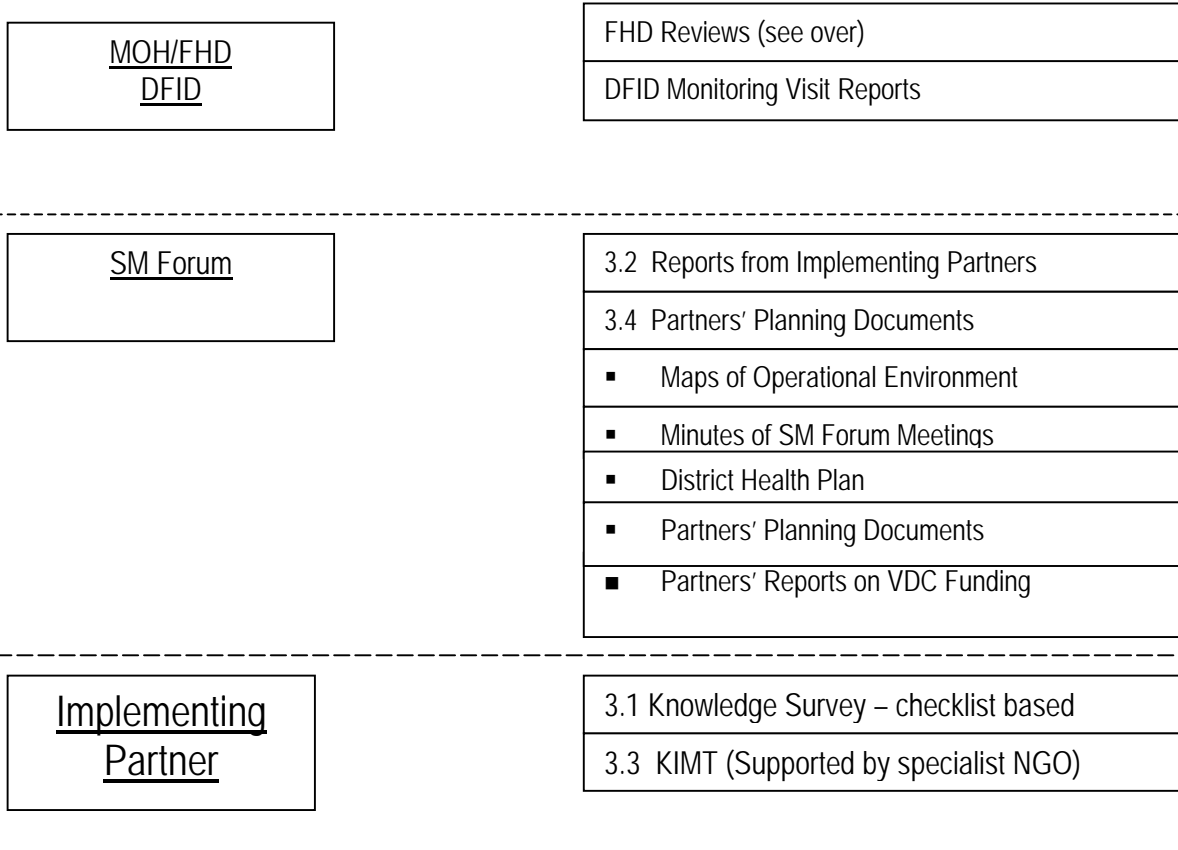 MOH/FHD
DFID
FHD Reviews (see over)
DFID Monitoring Visit Reports
SM Forum
3.2 Reports from Implementing Partners
3.4 Partners' Planning Documents
▪ Maps of Operational Environment
▪ Minutes of SM Forum Meetings
▪ District Health Plan
▪ Partners' Planning Documents
■ Partners' Reports on VDC Funding
Implementing
Partner
3.1 Knowledge Survey – checklist based
3.3 KIMT (Supported by specialist NGO)